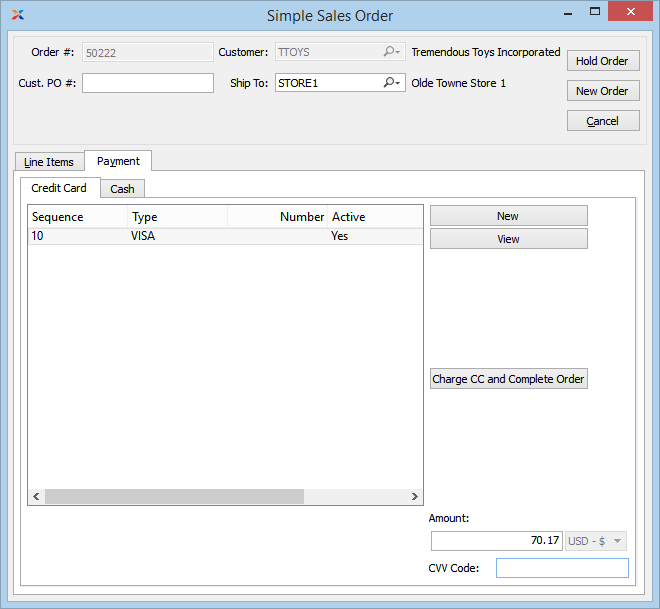 Simple Sales Order
Order #: 50222 Customer: TTOYS Tremendous Toys Incorporated
Hold Order
Cust. PO #: Ship To: STORE1 Olde Towne Store 1
New Order
Cancel
Line Items Payment
Credit Card Cash
Sequence Type Number Active
10 VISA Yes
New
View
Charge CC and Complete Order
Amount:
70.17 USD - $
CVV Code: